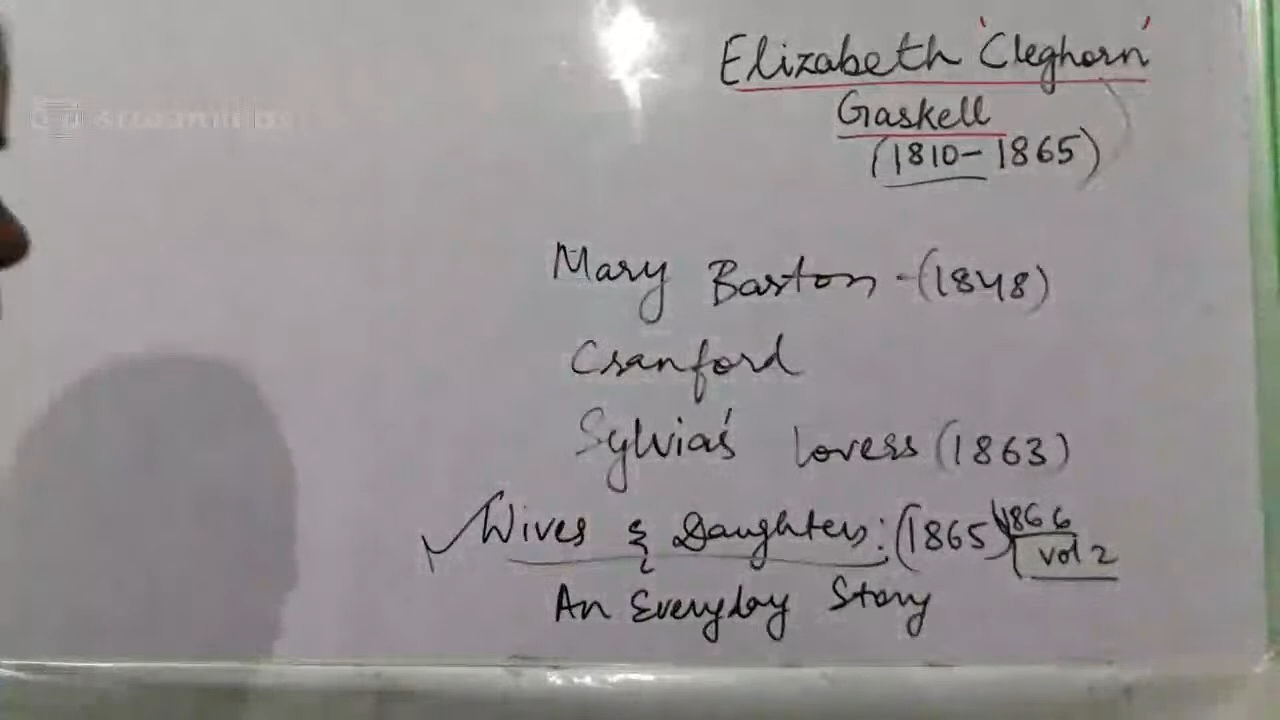 Elizabeth 'Cleghorn'
Gaskell
(1810-1865)
Mary Barton - (1848)
Cranford
Sylvia's lovers (1863)
Wives & Daughters: (1865) 1866
vol 2
An Everyday Story